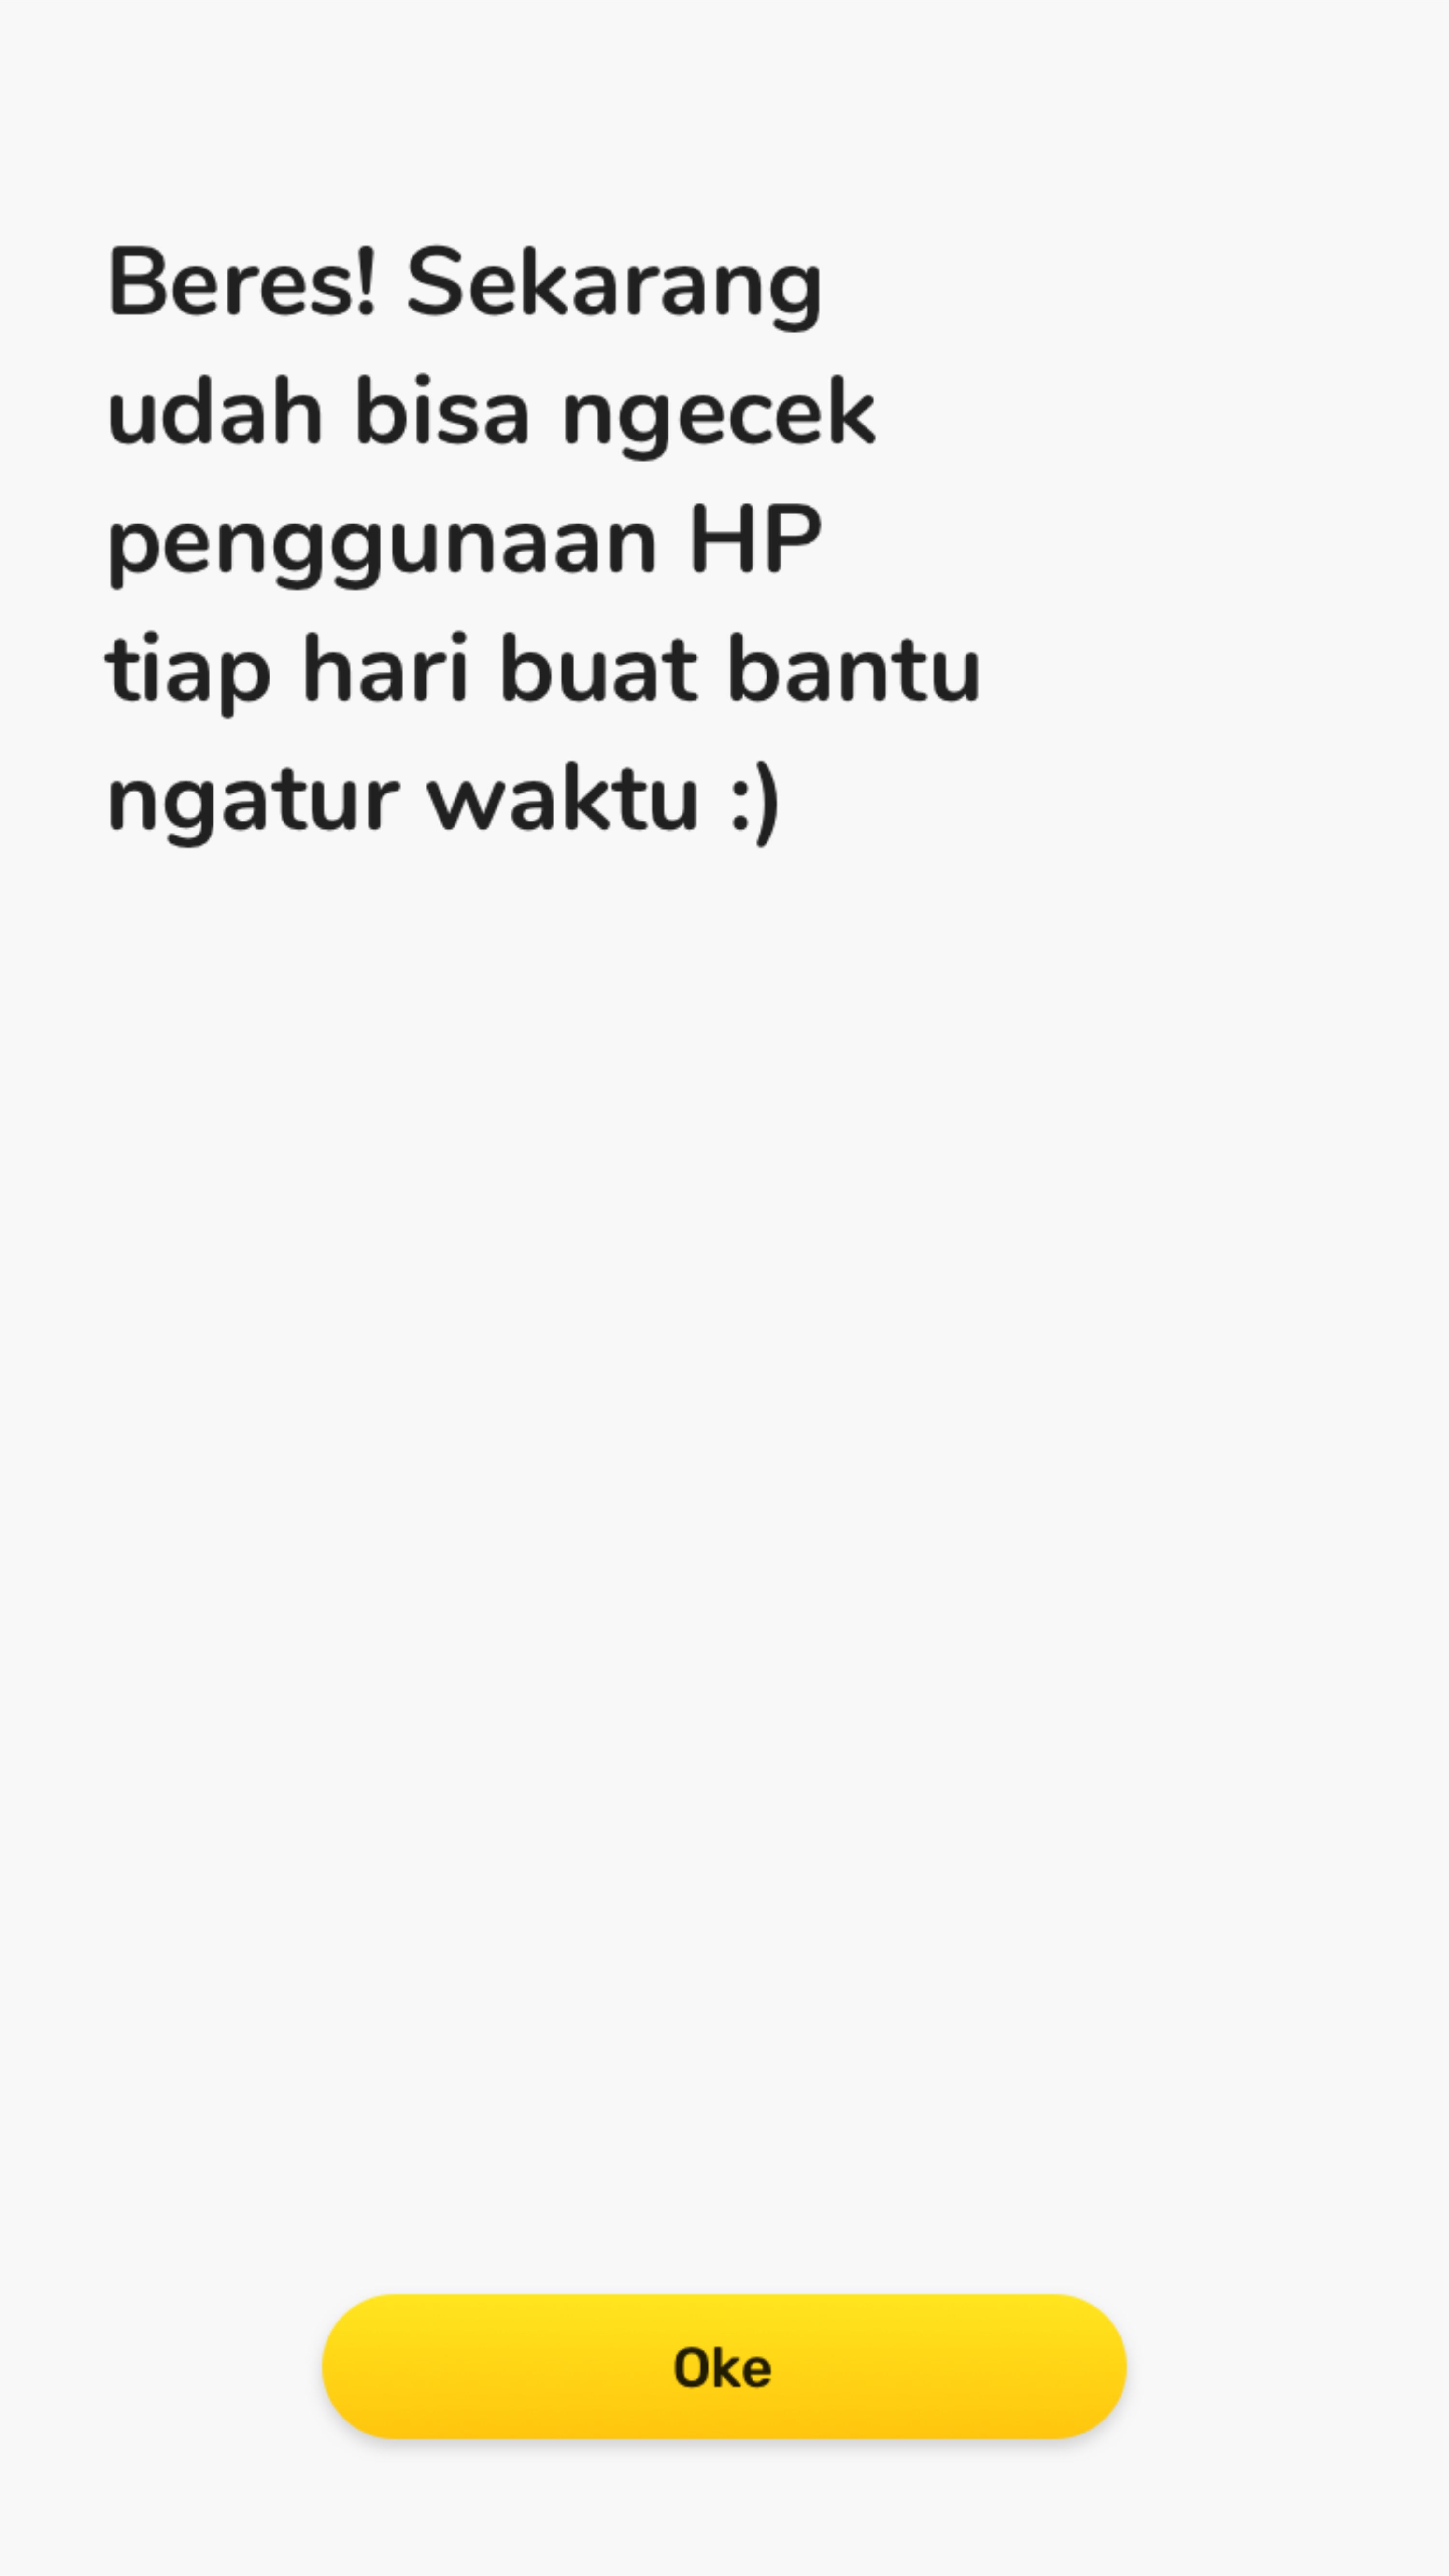 Beres! Sekarang
udah bisa ngecek
penggunaan HP
tiap hari buat bantu
ngatur waktu :)
Oke